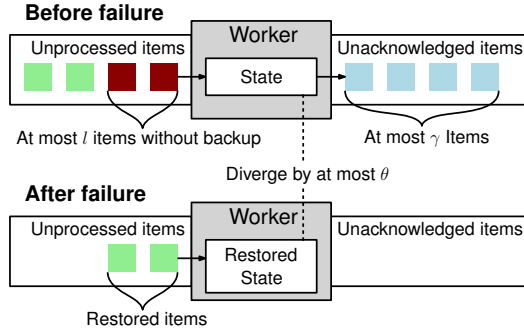 Before failure
Worker
Unprocessed items
Unacknowledged items
State
At most l items without backup
At most γ Items
Diverge by at most θ
After failure
Worker
Unprocessed items
Unacknowledged items
Restored
State
Restored items